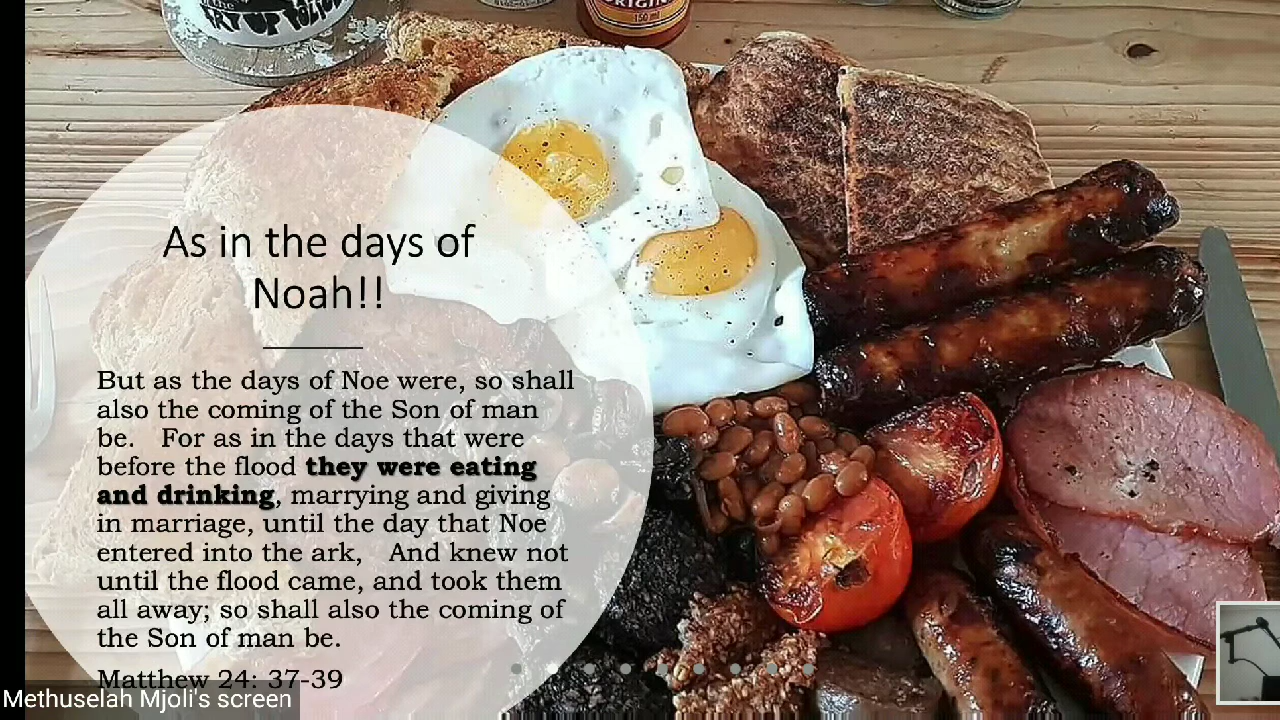 ORIGINAL
150 ml
As in the days of
Noah!!
But as the days of Noe were, so shall
also the coming of the Son of man
be.   For as in the days that were
before the flood they were eating
and drinking, marrying and giving
in marriage, until the day that Noe
entered into the ark,   And knew not
until the flood came, and took them
all away; so shall also the coming of
the Son of man be.
Matthew 24: 37-39
Methuselah Mjoli's screen